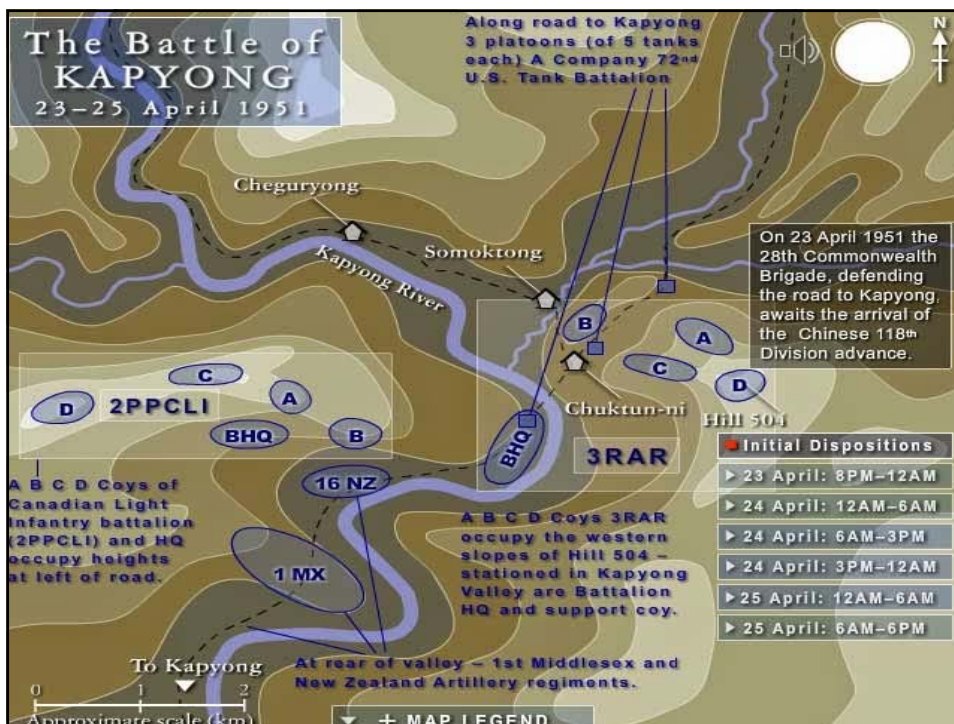 The Battle of
KAPYONG
23–25 April 1951
Along road to Kapyong
3 platoons (of 5 tanks
each) A Company 72nd
U.S. Tank Battalion
N
Cheguryong
Somoktong
Kapyong River
On 23 April 1951 the
28th Commonwealth
Brigade, defending
the road to Kapyong,
awaits the arrival of
the Chinese 118th
Division advance.
B
A
C
D
Chuktun-ni
Hill 504
BHQ
3RAR
C
D
2PPCLI
A
BHQ
B
16 NZ
1 MX
A B C D Coys of
Canadian Light
Infantry battalion
(2PPCLI) and HQ
occupy heights
at left of road.
A B C D Coys 3RAR
occupy the western
slopes of Hill 504 –
stationed in Kapyong
Valley are Battalion
HQ and support coy.
Initial Dispositions
23 April: 8PM–12AM
24 April: 12AM–6AM
24 April: 6AM–3PM
24 April: 3PM–12AM
25 April: 12AM–6AM
25 April: 6AM–6PM
At rear of valley – 1st Middlesex and
New Zealand Artillery regiments.
To Kapyong
0 1 2
Approximate scale (km)
+ MAP LEGEND